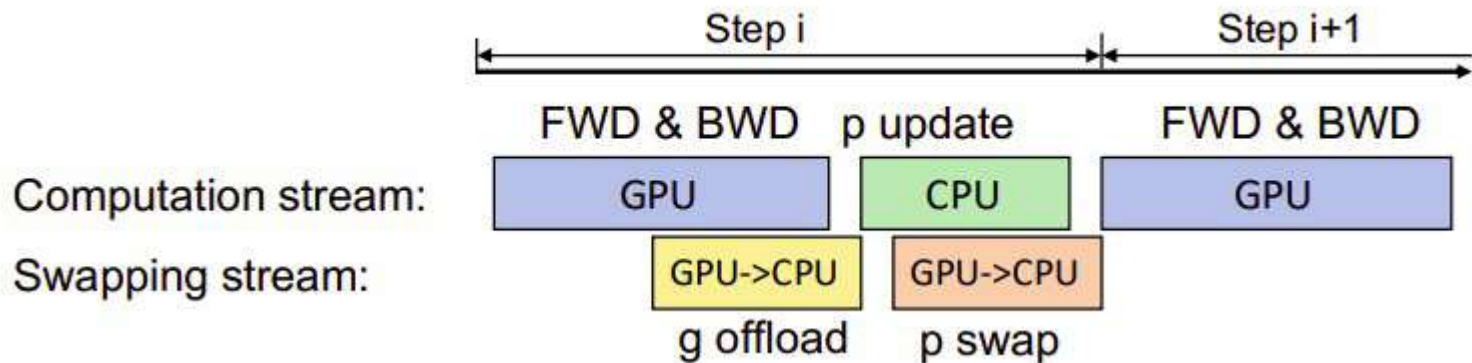 Step i Step i+1
FWD & BWD p update FWD & BWD
Computation stream: GPU CPU GPU
Swapping stream: GPU->CPU GPU->CPU
g offload p swap